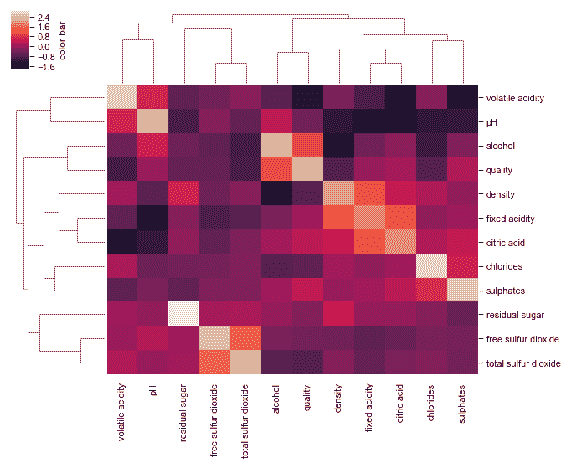 2.4
1.6
0.8
0.0
−0.8
−1.6
color bar
volatile acidity
pH
alcohol
quality
density
fixed acidity
citric acid
chlorides
sulphates
residual sugar
free sulfur dioxide
total sulfur dioxide
volatile acidity
pH
residual sugar
free sulfur dioxide
total sulfur dioxide
alcohol
quality
density
fixed acidity
citric acid
chlorides
sulphates